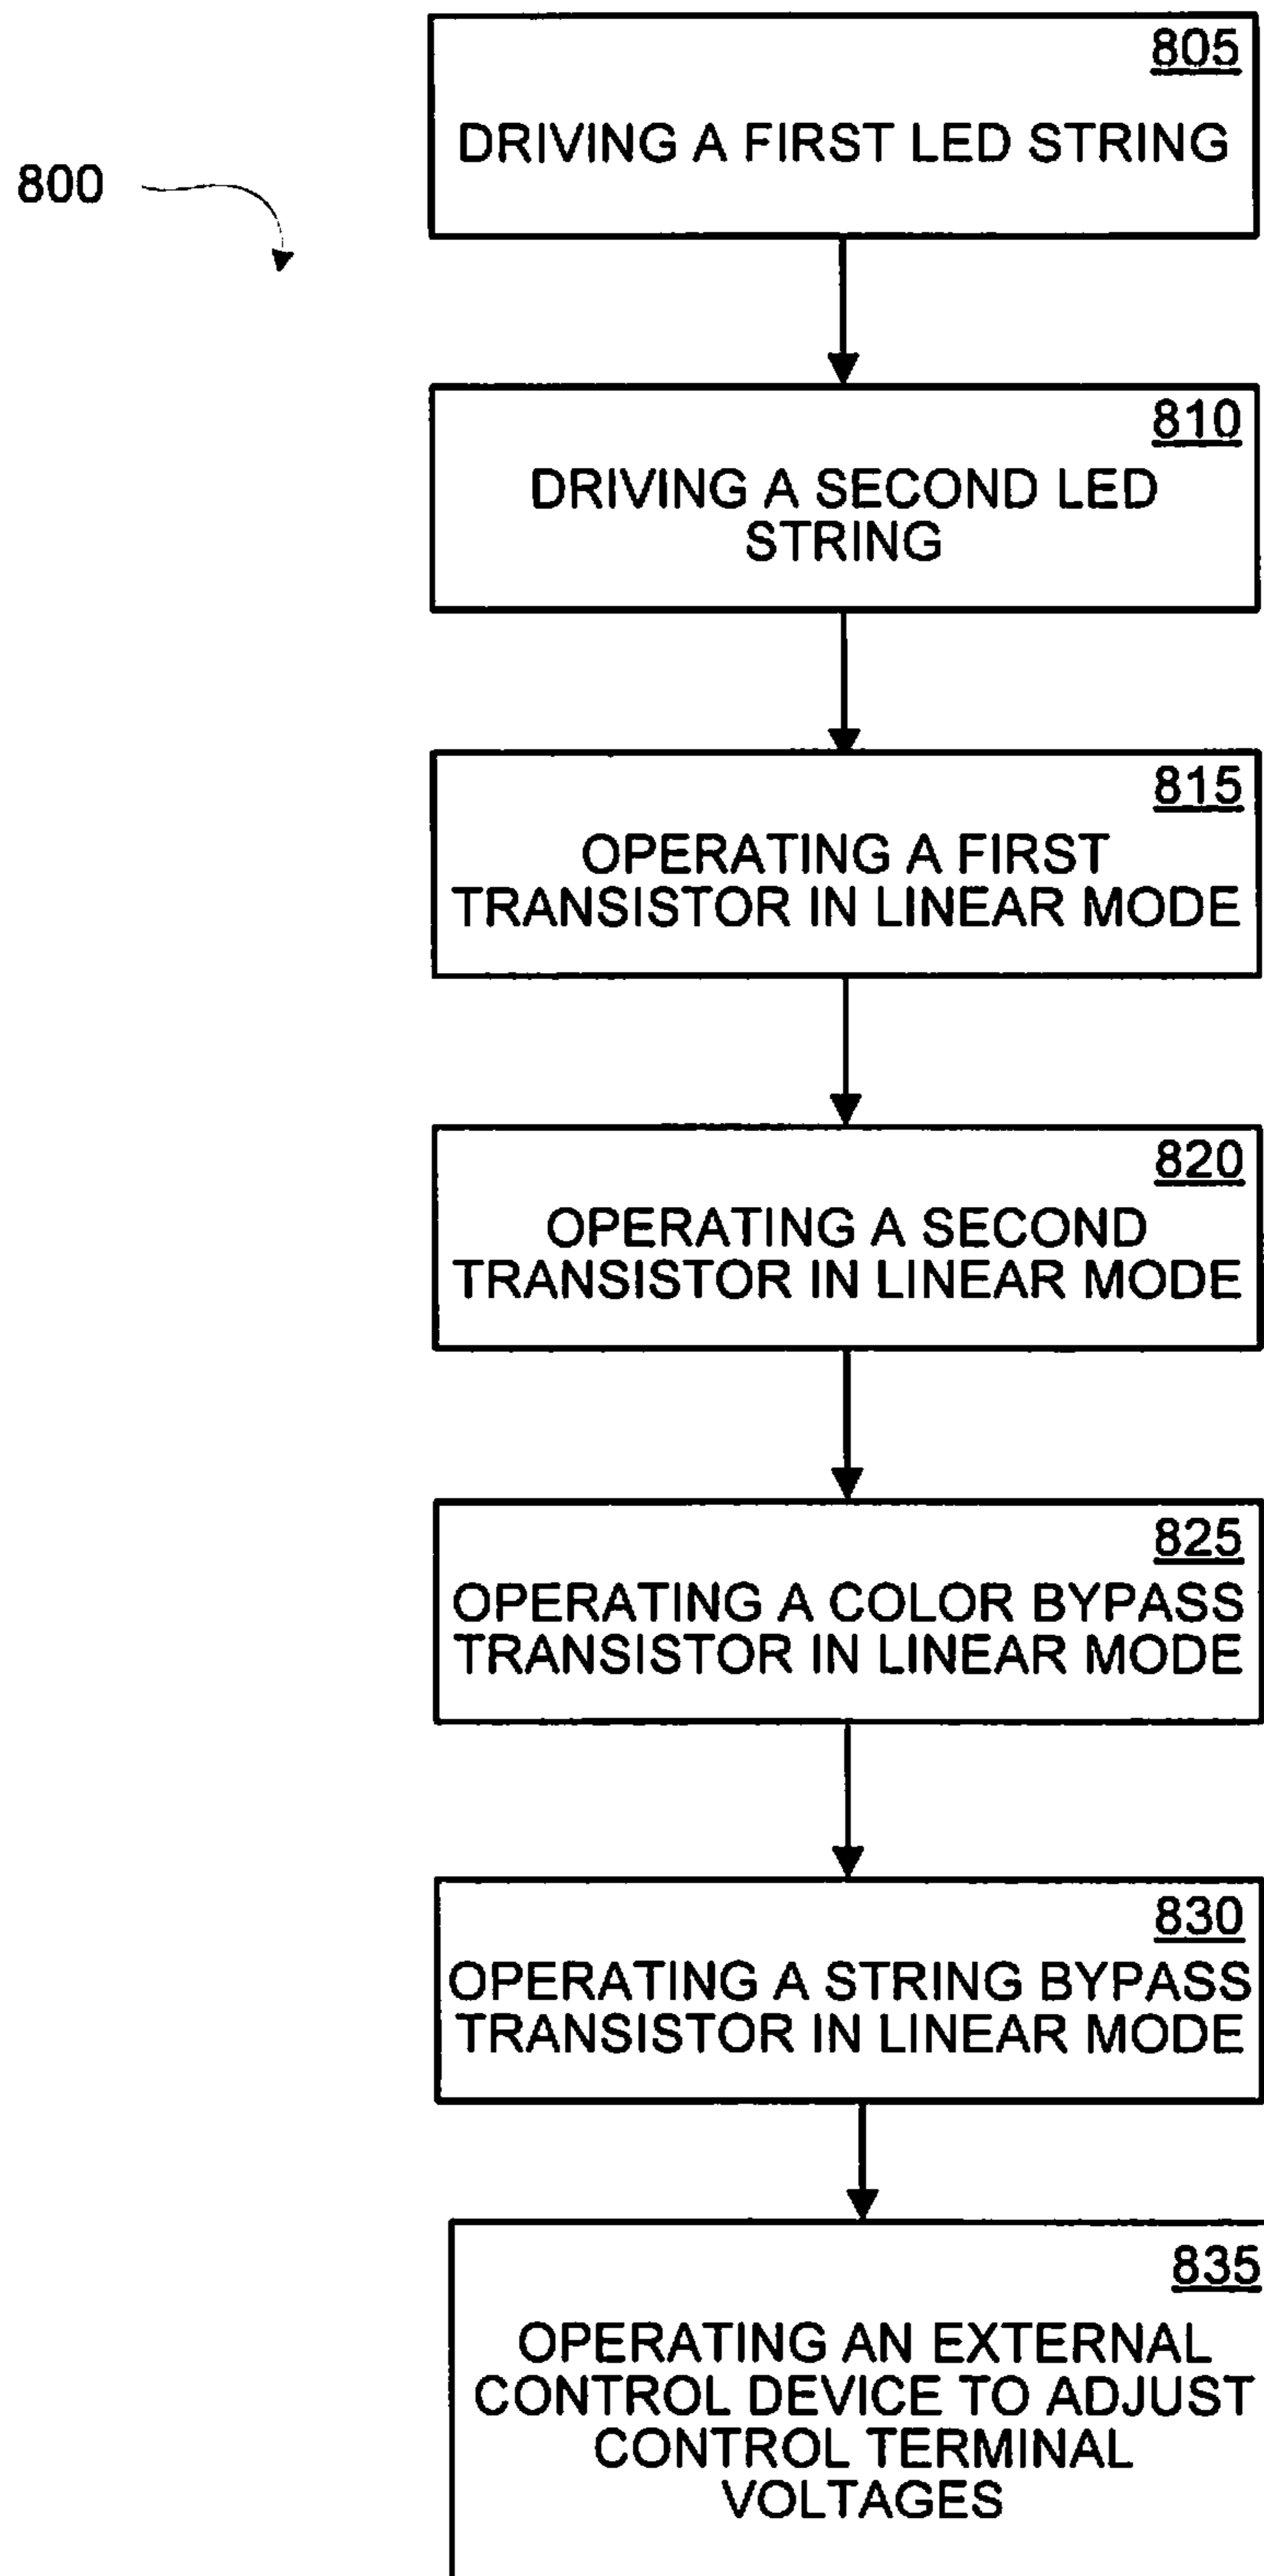 800
805
DRIVING A FIRST LED STRING
810
DRIVING A SECOND LED
STRING
815
OPERATING A FIRST
TRANSISTOR IN LINEAR MODE
820
OPERATING A SECOND
TRANSISTOR IN LINEAR MODE
825
OPERATING A COLOR BYPASS
TRANSISTOR IN LINEAR MODE
830
OPERATING A STRING BYPASS
TRANSISTOR IN LINEAR MODE
835
OPERATING AN EXTERNAL
CONTROL DEVICE TO ADJUST
CONTROL TERMINAL
VOLTAGES